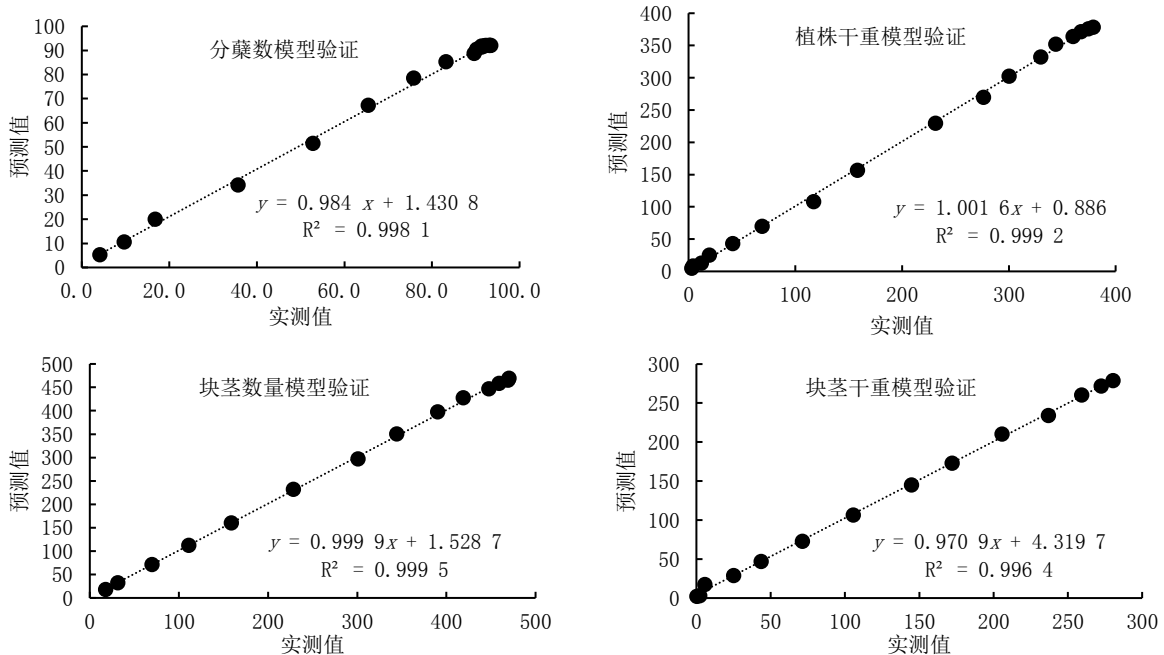 分蘖数模型验证
100
90
80
70
60
50
40
30
20
10
0
预测值
y = 0.984 x + 1.430 8
R² = 0.998 1
0.0 20.0 40.0 60.0 80.0 100.0
实测值
植株干重模型验证
400
350
300
250
200
150
100
50
0
预测值
y = 1.001 6x + 0.886
R² = 0.999 2
0 100 200 300 400
实测值
块茎数量模型验证
500
450
400
350
300
250
200
150
100
50
0
预测值
y = 0.999 9x + 1.528 7
R² = 0.999 5
0 100 200 300 400 500
实测值
块茎干重模型验证
300
250
200
150
100
50
0
预测值
y = 0.970 9x + 4.319 7
R² = 0.996 4
0 50 100 150 200 250 300
实测值